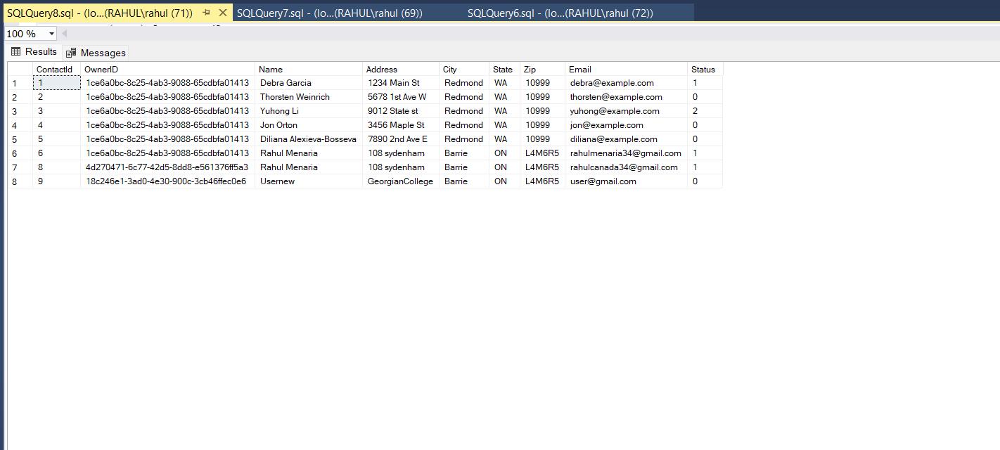 SQLQuery8.sql - (lo...(RAHUL\rahul (71)) SQLQuery7.sql - (lo...(RAHUL\rahul (69)) SQLQuery6.sql - (lo...(RAHUL\rahul (72))
100 %
Results Messages
ContactId OwnerID Name Address City State Zip Email Status
1 1 1ce6a0bc-8c25-4ab3-9088-65cdbfa01413 Debra Garcia 1234 Main St Redmond WA 10999 debra@example.com 1
2 2 1ce6a0bc-8c25-4ab3-9088-65cdbfa01413 Thorsten Weinrich 5678 1st Ave W Redmond WA 10999 thorsten@example.com 0
3 3 1ce6a0bc-8c25-4ab3-9088-65cdbfa01413 Yuhong Li 9012 State st Redmond WA 10999 yuhong@example.com 2
4 4 1ce6a0bc-8c25-4ab3-9088-65cdbfa01413 Jon Orton 3456 Maple St Redmond WA 10999 jon@example.com 0
5 5 1ce6a0bc-8c25-4ab3-9088-65cdbfa01413 Diliana Alexieva-Bosseva 7890 2nd Ave E Redmond WA 10999 diliana@example.com 0
6 6 1ce6a0bc-8c25-4ab3-9088-65cdbfa01413 Rahul Menaria 108 sydenham Barrie ON L4M6R5 rahulmenaria34@gmail.com 1
7 8 4d270471-6c77-42d5-8dd8-e561376ff5a3 Rahul Menaria 108 sydenham Barrie ON L4M6R5 rahulcanada34@gmail.com 1
8 9 18c246e1-3ad0-4e30-900c-3cb46ffec0e6 Usernew GeorgianCollege Barrie ON L4M6R5 user@gmail.com 0